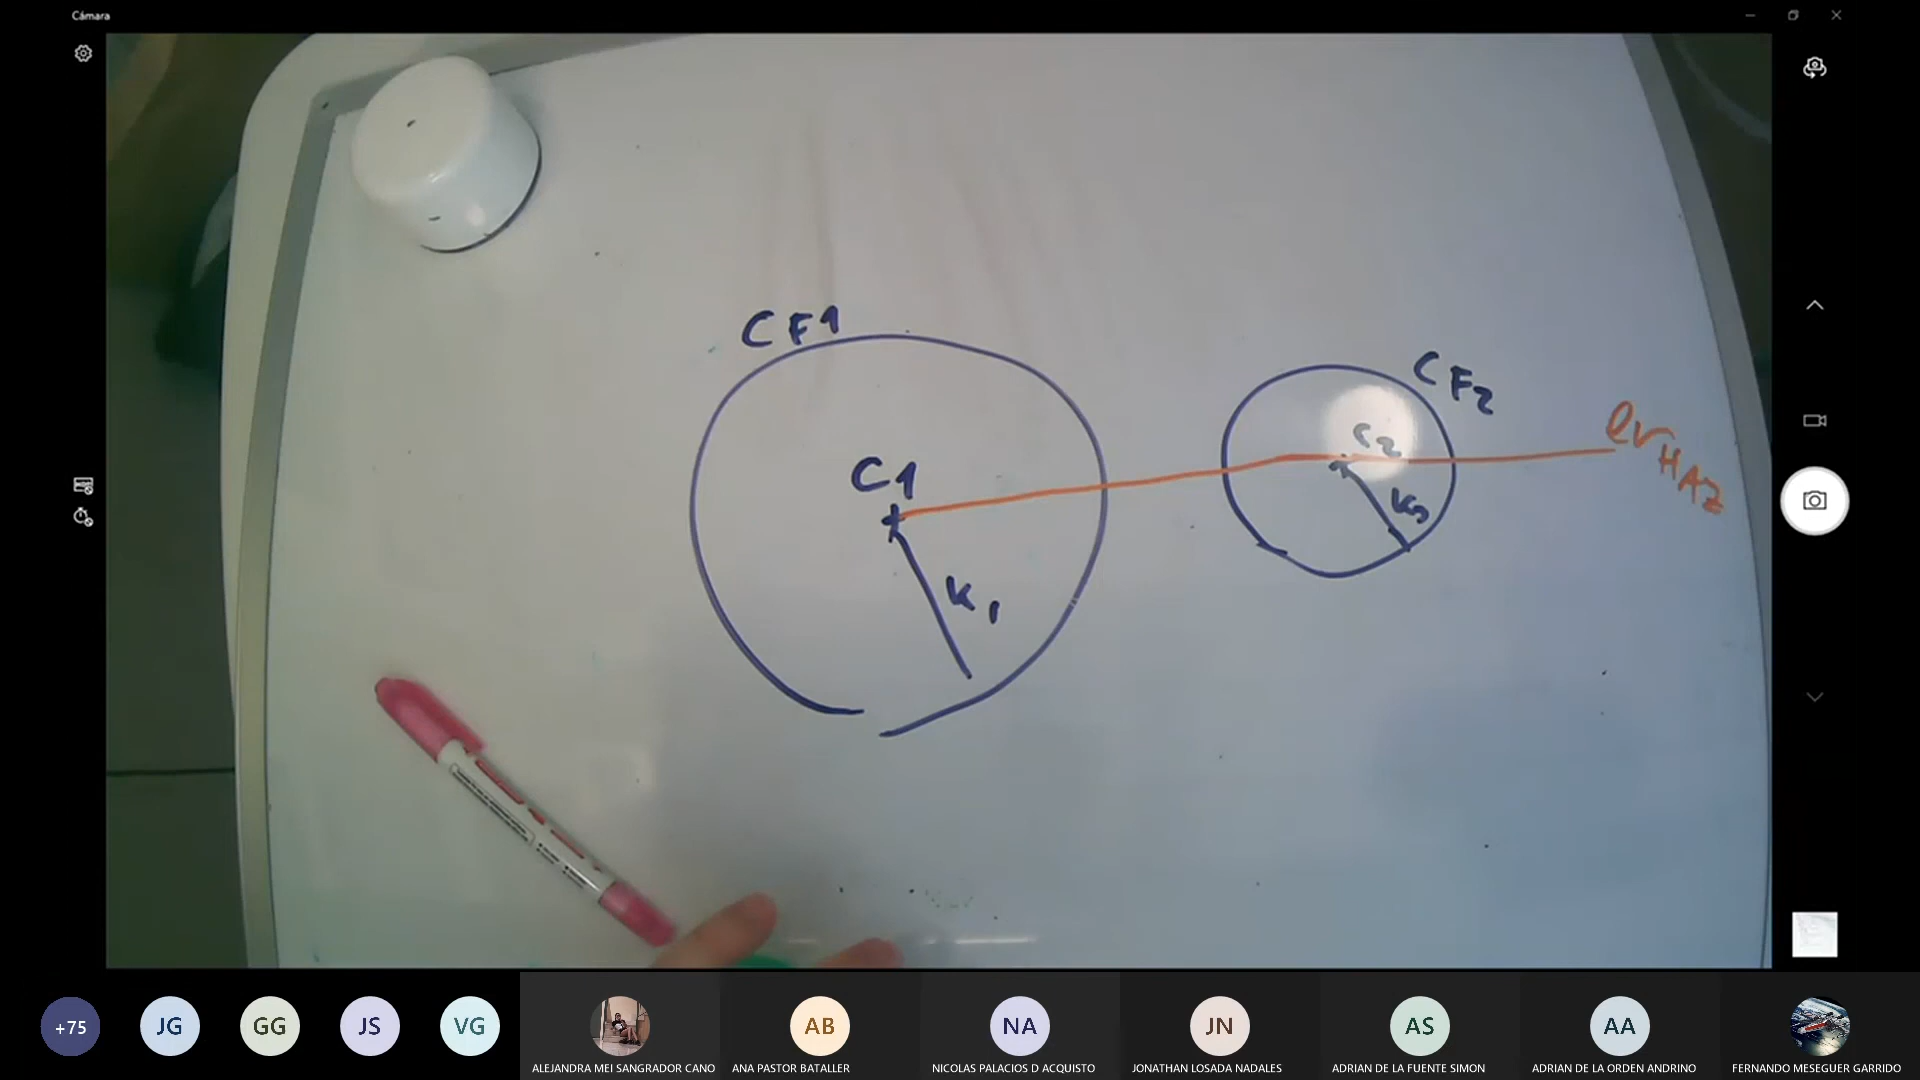 Cámara
CF1
CF2
C2
C1
lv HAZ
K1
+75
JG
GG
JS
VG
AB
NA
JN
AS
AA
ALEJANDRA MEI SANGRADOR CANO
ANA PASTOR BATALLER
NICOLAS PALACIOS D ACQUISTO
JONATHAN LOSADA NADALES
ADRIAN DE LA FUENTE SIMON
ADRIAN DE LA ORDEN ANDRINO
FERNANDO MESEGUER GARRIDO